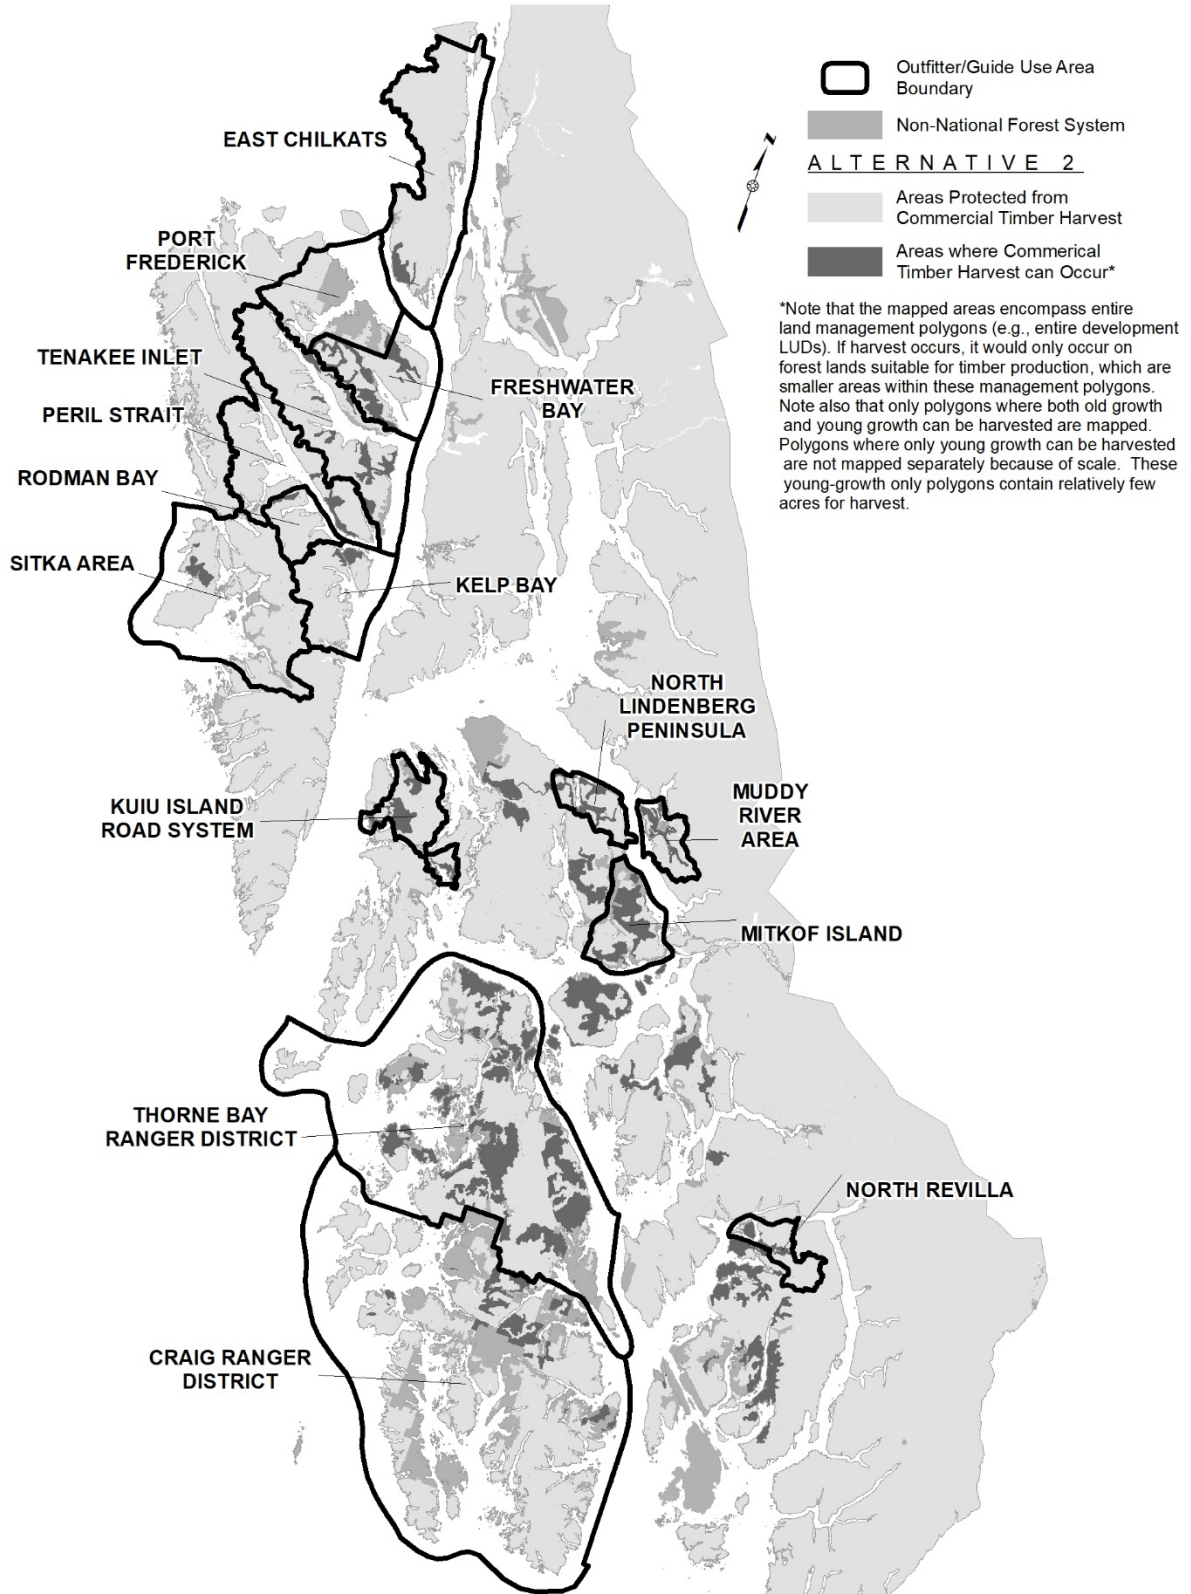 Outfitter/Guide Use Area
Boundary
Non-National Forest System
ALTERNATIVE 2
Areas Protected from
Commercial Timber Harvest
Areas where Commerical
Timber Harvest can Occur*
*Note that the mapped areas encompass entire
land management polygons (e.g., entire development
LUDs). If harvest occurs, it would only occur on
forest lands suitable for timber production, which are
smaller areas within these management polygons.
Note also that only polygons where both old growth
and young growth can be harvested are mapped.
Polygons where only young growth can be harvested
are not mapped separately because of scale. These
young-growth only polygons contain relatively few
acres for harvest.
N
EAST CHILKATS
PORT
FREDERICK
TENAKEE INLET
FRESHWATER
BAY
PERIL STRAIT
RODMAN BAY
SITKA AREA
KELP BAY
NORTH
LINDENBERG
PENINSULA
KUIU ISLAND
ROAD SYSTEM
MUDDY
RIVER
AREA
MITKOF ISLAND
THORNE BAY
RANGER DISTRICT
NORTH REVILLA
CRAIG RANGER
DISTRICT